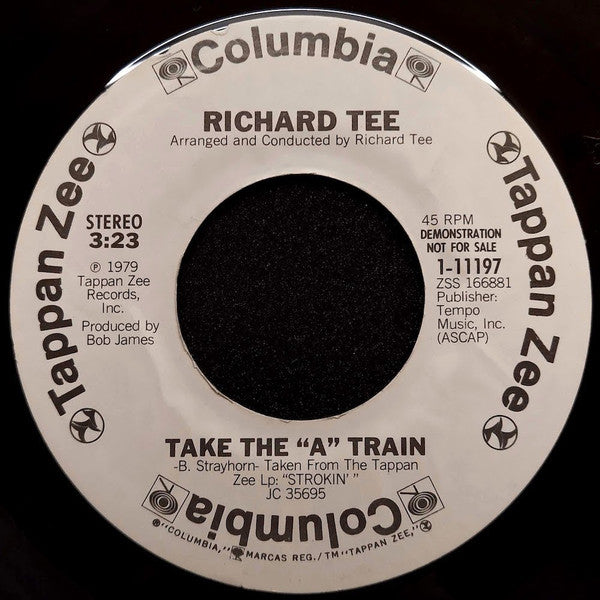 Columbia
RICHARD TEE
Arranged and Conducted by Richard Tee
Tappan Zee
STEREO
3:23
℗ 1979
Tappan Zee
Records,
Inc.
Produced by
Bob James
45 RPM
DEMONSTRATION
NOT FOR SALE
1-11197
ZSS 166881
Publisher:
Tempo
Music, Inc.
(ASCAP)
Tappan Zee
TAKE THE “A” TRAIN
-B. Strayhorn- Taken From The Tappan
Zee Lp: “STROKIN’ ”
JC 35695
Columbia
® “COLUMBIA,” MARCAS REG./TM “TAPPAN ZEE,”